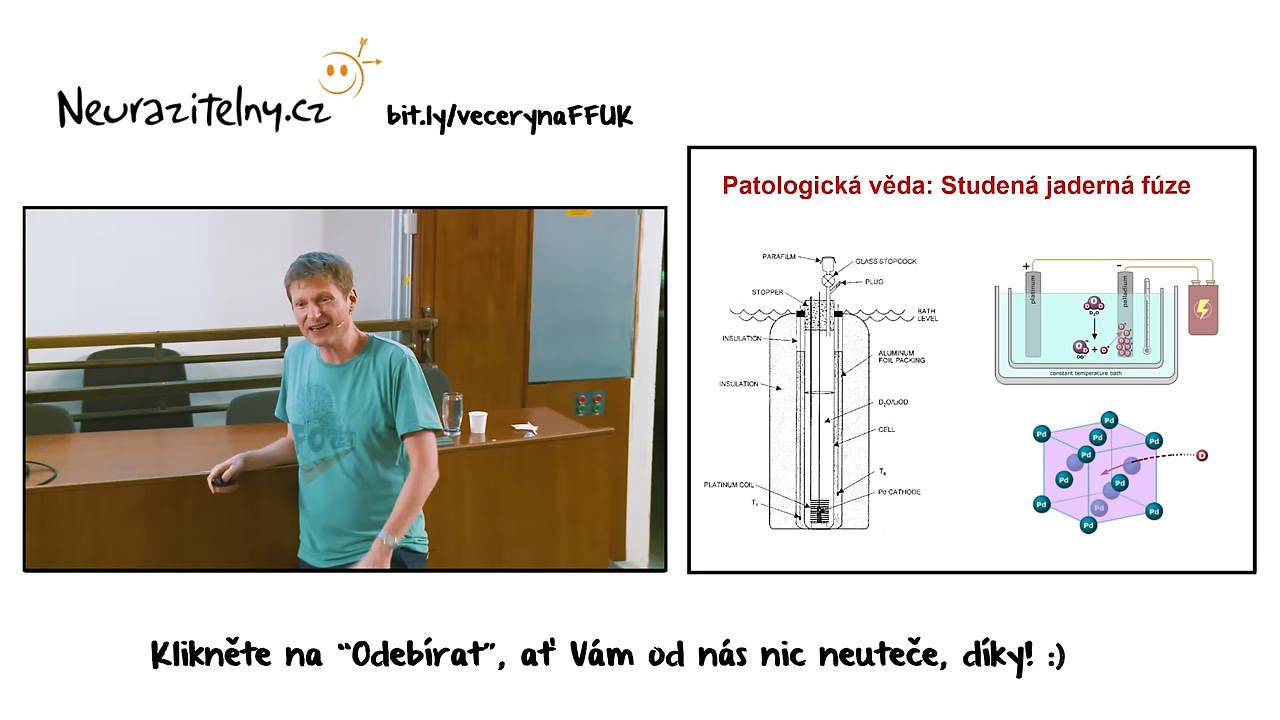 Neurazitelny.cz
bit.ly/vecerynaFFUK
Patologická věda: Studená jaderná fúze
PARAFILM
GLASS STOPCOCK
PLUG
STOPPER
BATH
LEVEL
INSULATION
ALUMINUM
FOIL PACKING
INSULATION
D2O/LiOD
CELL
PLATINUM COIL
Pd CATHODE
+
-
platinum
palladium
D O D
D2O
constant temperature bath
Pd
Pd
Pd
Pd
Pd
Pd
Pd
Pd
Pd
Pd
D
Klikněte na “Odebírat”, ať Vám od nás nic neuteče, díky! :)